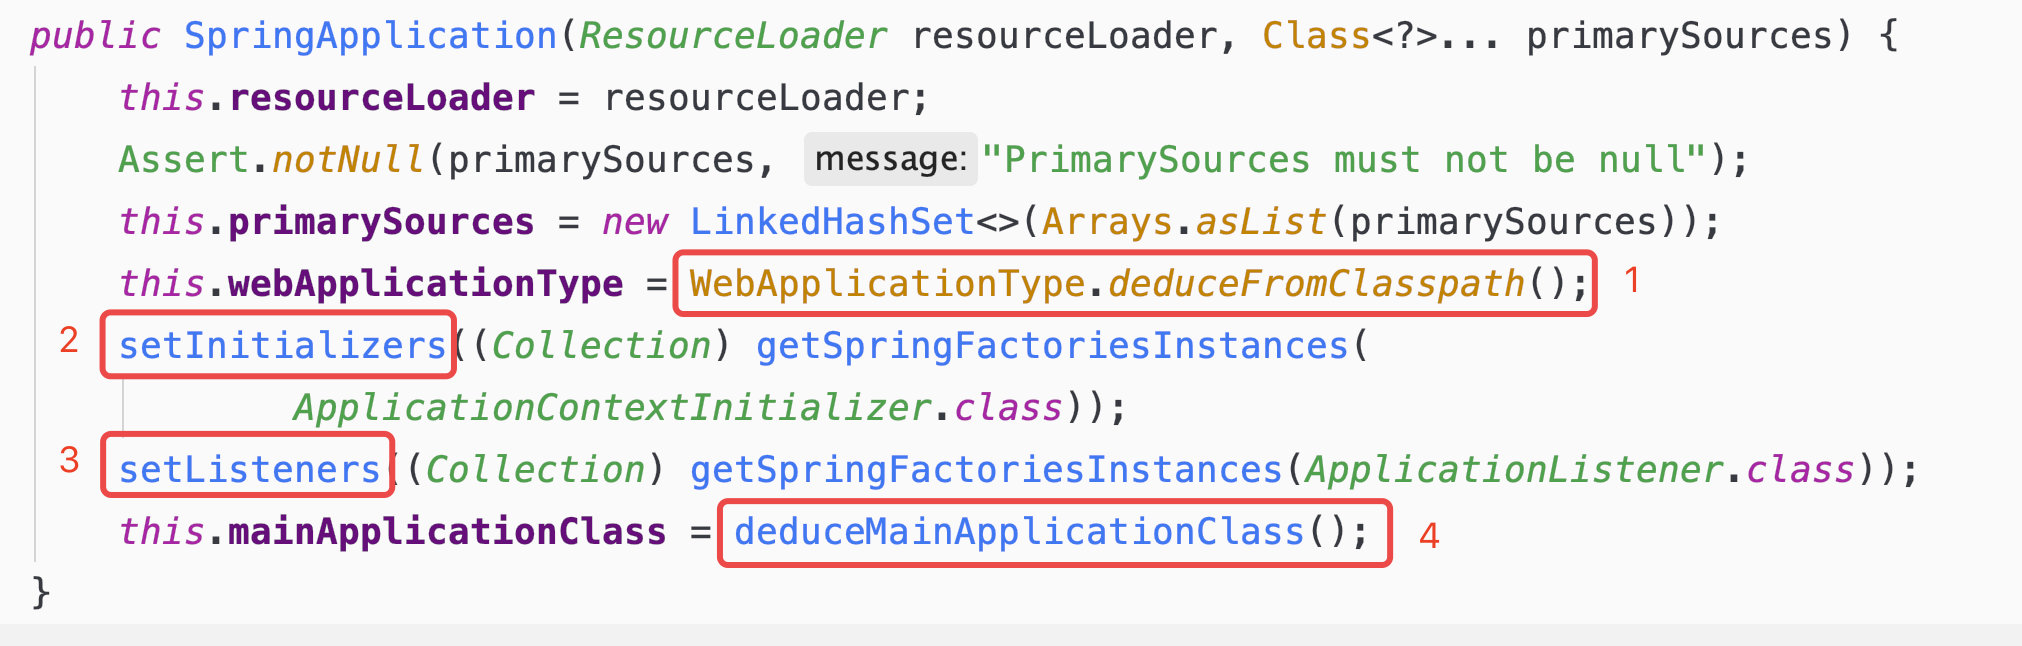 public SpringApplication(ResourceLoader resourceLoader, Class<?>... primarySources) {
this.resourceLoader = resourceLoader;
Assert.notNull(primarySources, message: "PrimarySources must not be null");
this.primarySources = new LinkedHashSet<>(Arrays.asList(primarySources));
this.webApplicationType = WebApplicationType.deduceFromClasspath(); 1
2 setInitializers((Collection) getSpringFactoriesInstances(
ApplicationContextInitializer.class));
3 setListeners((Collection) getSpringFactoriesInstances(ApplicationListener.class));
this.mainApplicationClass = deduceMainApplicationClass(); 4
}